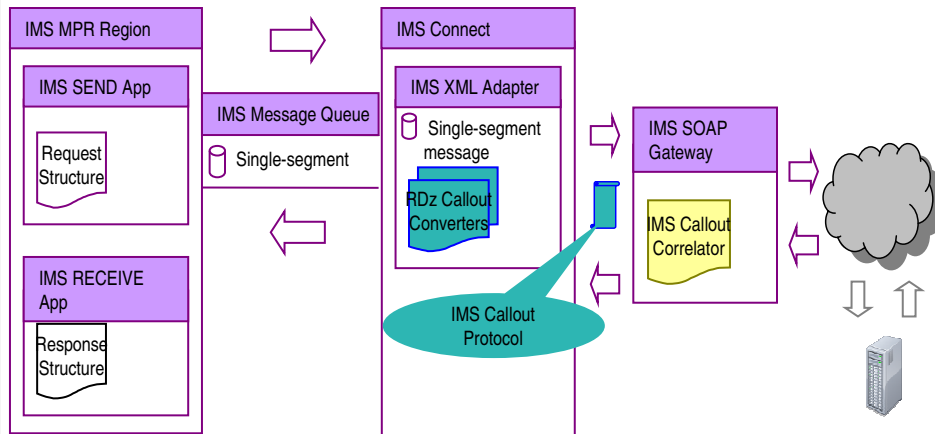 IMS MPR Region
IMS SEND App
Request
Structure
IMS RECEIVE
App
Response
Structure
IMS Message Queue
Single-segment
IMS Connect
IMS XML Adapter
Single-segment
message
RDz Callout
Converters
IMS Callout
Protocol
IMS SOAP
Gateway
IMS Callout
Correlator